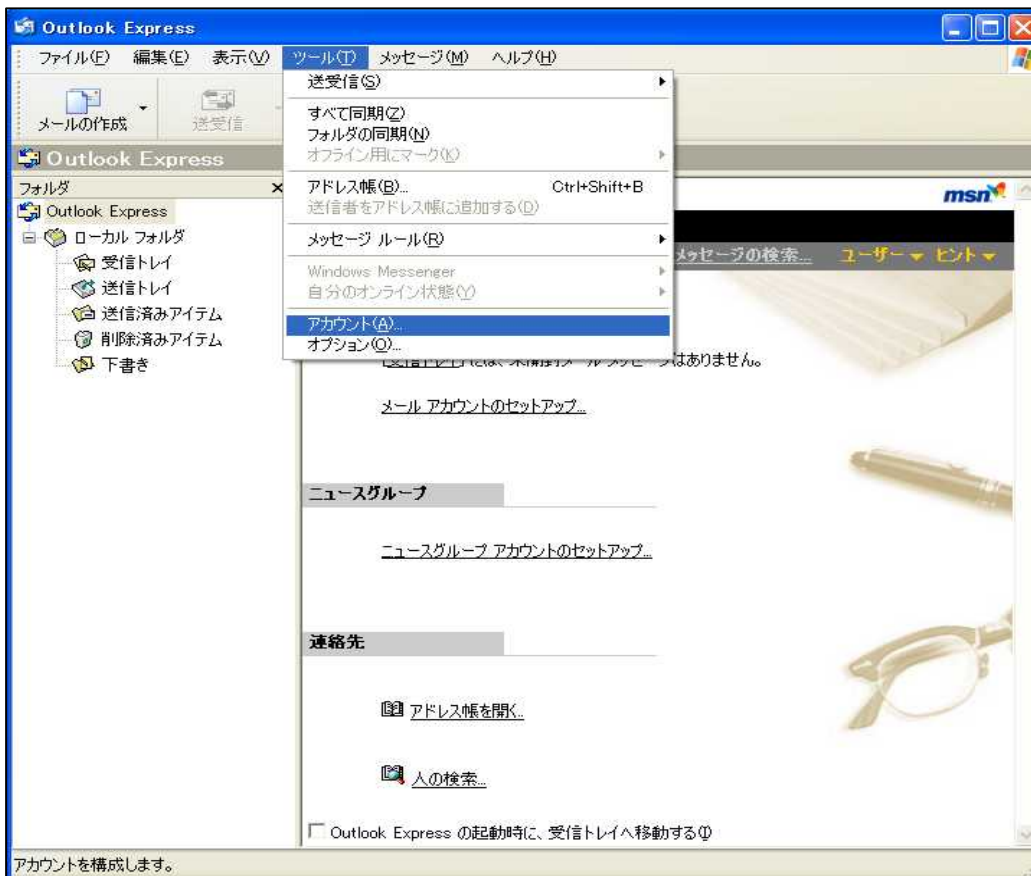 Outlook Express
ファイル(F) 編集(E) 表示(V) ツール(T) メッセージ(M) ヘルプ(H)
メールの作成 送受信
送受信(S)
すべて同期(Z)
フォルダの同期(N)
オフライン用にマーク(K)
アドレス帳(B)... Ctrl+Shift+B
送信者をアドレス帳に追加する(D)
メッセージ ルール(R)
Windows Messenger
自分のオンライン状態(Y)
アカウント(A)...
オプション(O)...
Outlook Express
フォルダ
Outlook Express
ローカル フォルダ
受信トレイ
送信トレイ
送信済みアイテム
削除済みアイテム
下書き
msn
メッセージの検索... ユーザー ヒント
はありません。
メール アカウントのセットアップ...
ニュースグループ
ニュースグループ アカウントのセットアップ...
連絡先
アドレス帳を開く...
人の検索...
Outlook Express の起動時に、受信トレイへ移動する(I)
アカウントを構成します。